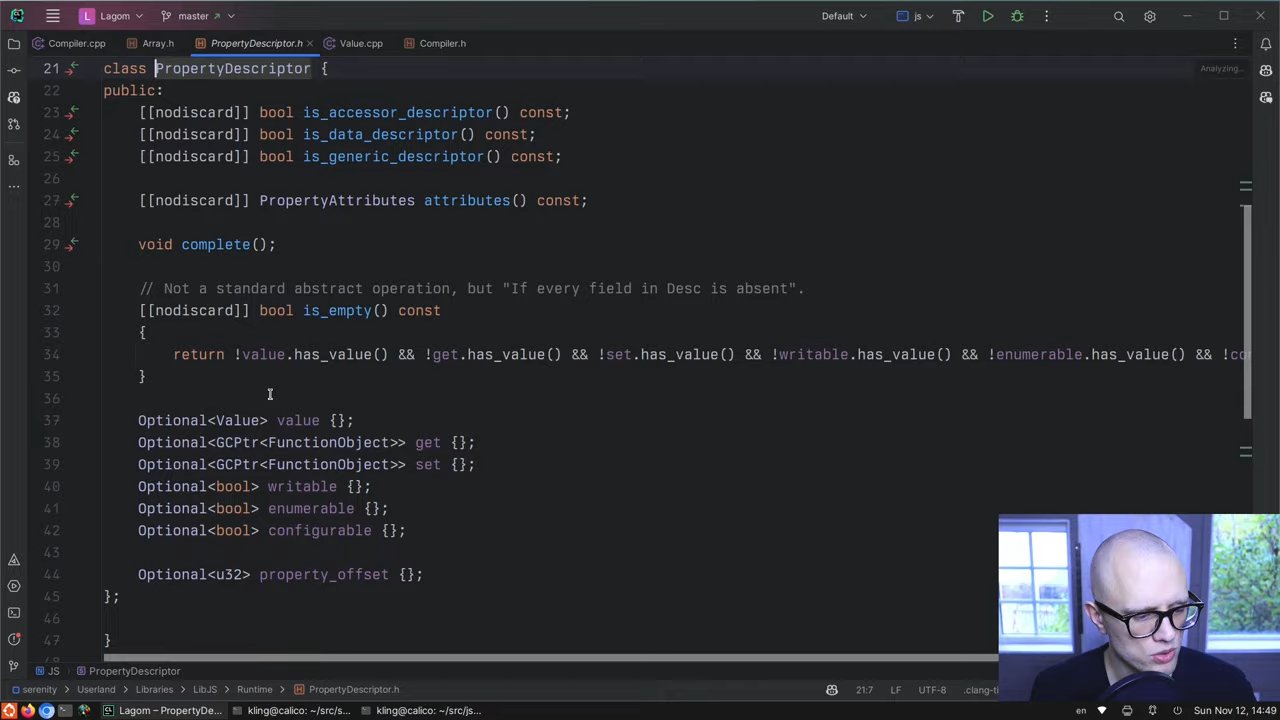 L Lagom master Default js
Compiler.cpp Array.h PropertyDescriptor.h Value.cpp Compiler.h
21 class PropertyDescriptor { Analyzing...
22 public:
23 [[nodiscard]] bool is_accessor_descriptor() const;
24 [[nodiscard]] bool is_data_descriptor() const;
25 [[nodiscard]] bool is_generic_descriptor() const;
26
27 [[nodiscard]] PropertyAttributes attributes() const;
28
29 void complete();
30
31 // Not a standard abstract operation, but "If every field in Desc is absent".
32 [[nodiscard]] bool is_empty() const
33 {
34 return !value.has_value() && !get.has_value() && !set.has_value() && !writable.has_value() && !enumerable.has_value() && !co
35 }
36
37 Optional<Value> value {};
38 Optional<GCPtr<FunctionObject>> get {};
39 Optional<GCPtr<FunctionObject>> set {};
40 Optional<bool> writable {};
41 Optional<bool> enumerable {};
42 Optional<bool> configurable {};
43
44 Optional<u32> property_offset {};
45 };
46
47 }
JS PropertyDescriptor
serenity Userland Libraries LibJS Runtime PropertyDescriptor.h 21:7 LF UTF-8 .clang-ti
Lagom – PropertyDe... kling@calico: ~/src/s... kling@calico: ~/src/js... en Sun Nov 12, 14:49